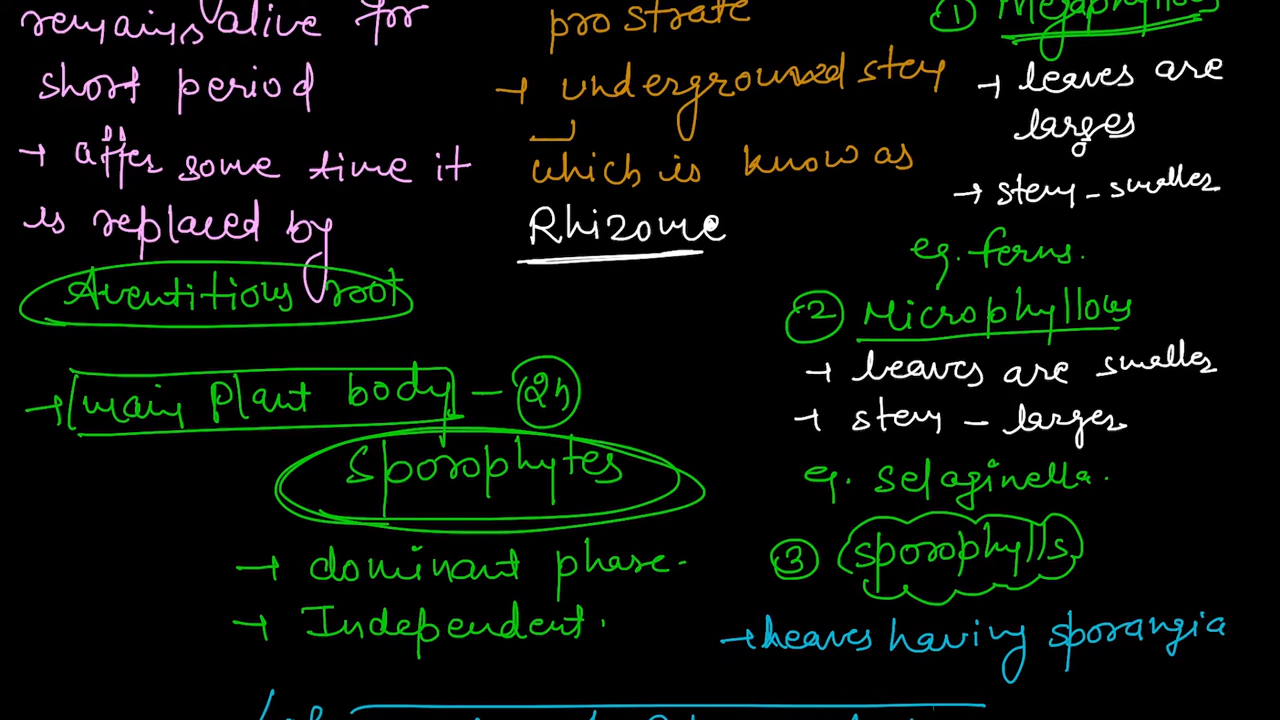 remains alive for
short period
→ after some time it
is replaced by
Aventitious root
prostrate
→ underground stem
which is known as
Rhizome
→ main plant body - 2n
sporophytes
→ dominant phase.
→ Independent.
① Megaphyllous
→ leaves are
larges
→ stem - smaller
eg. ferns.
② Microphyllous
→ leaves are smaller
→ stem - larger
eg. selaginella.
③ sporophylls
→ leaves having sporangia